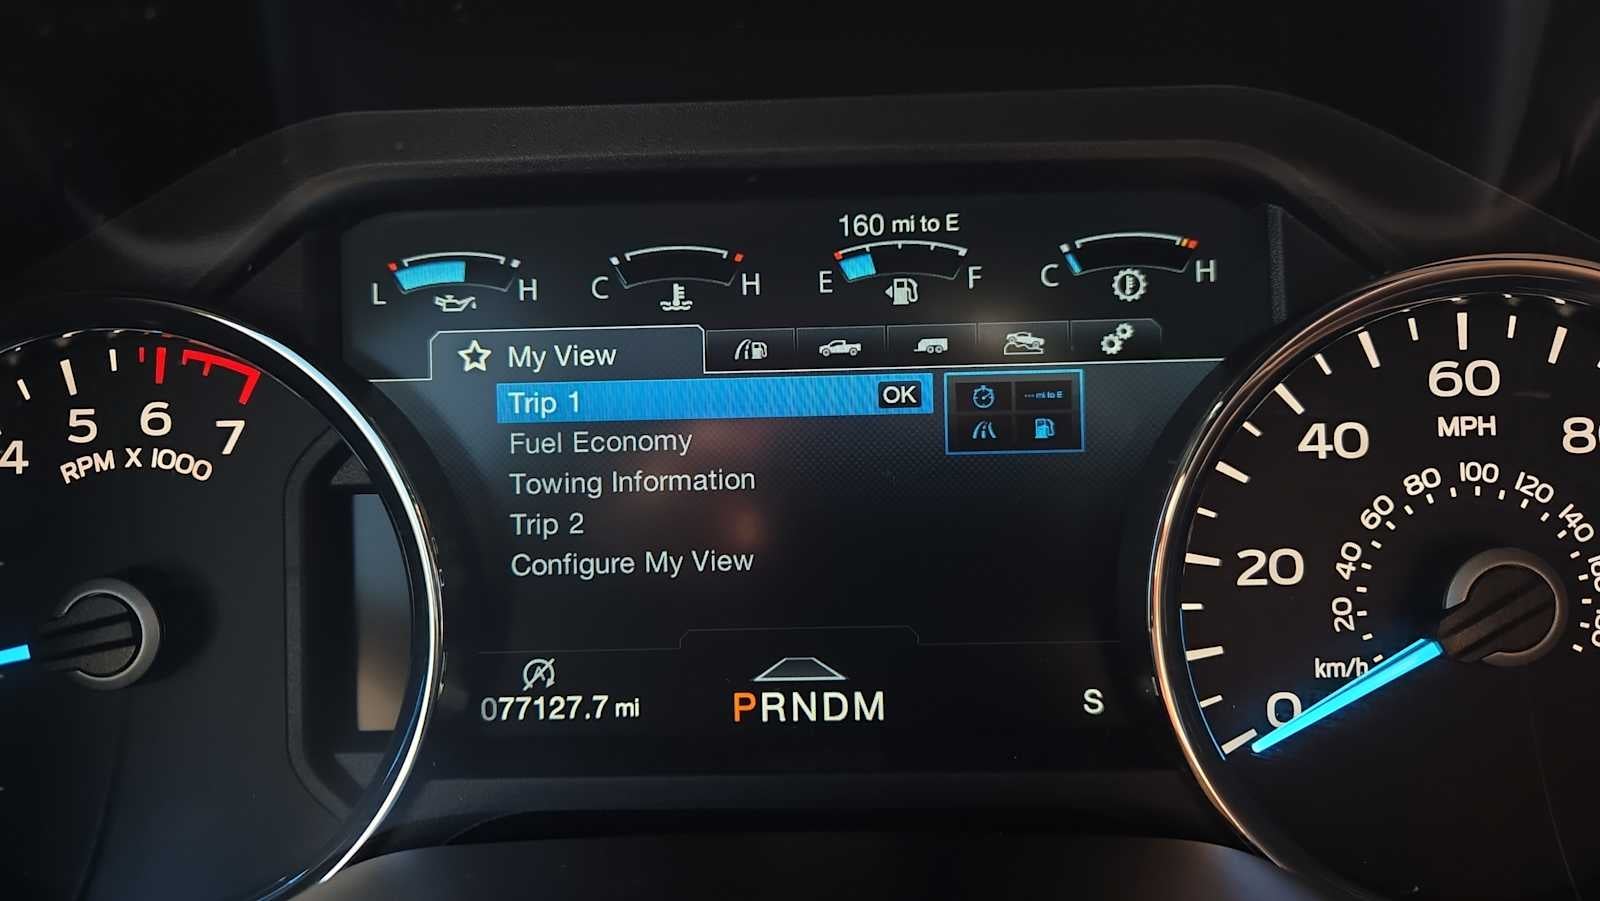 160 mi to E
L H
C H
E F
C H
My View
Trip 1 OK
--- mi to E
Fuel Economy
Towing Information
Trip 2
Configure My View
077127.7 mi
PRNDM
S
4 5 6 7
RPM X 1000
0 20 40 60
MPH
20 40 60 80 100 120 140
km/h